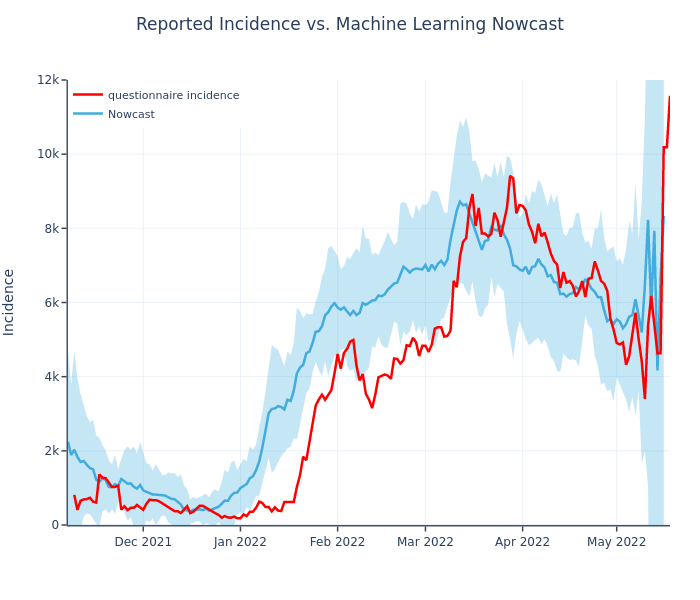 Reported Incidence vs. Machine Learning Nowcast
questionnaire incidence
Nowcast
Incidence
12k
10k
8k
6k
4k
2k
0
Dec 2021
Jan 2022
Feb 2022
Mar 2022
Apr 2022
May 2022